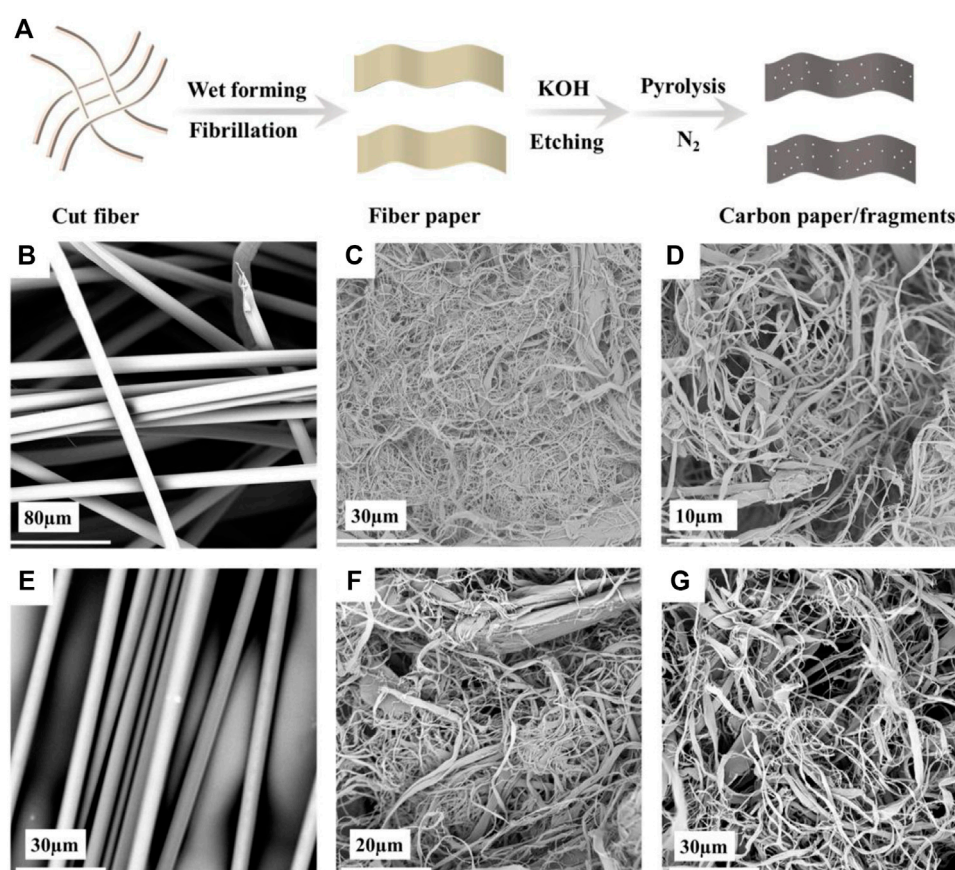 A
Wet forming
Fibrillation
KOH
Etching
Pyrolysis
N₂
Cut fiber
Fiber paper
Carbon paper/fragments
B
80μm
C
30μm
D
10μm
E
30μm
F
20μm
G
30μm